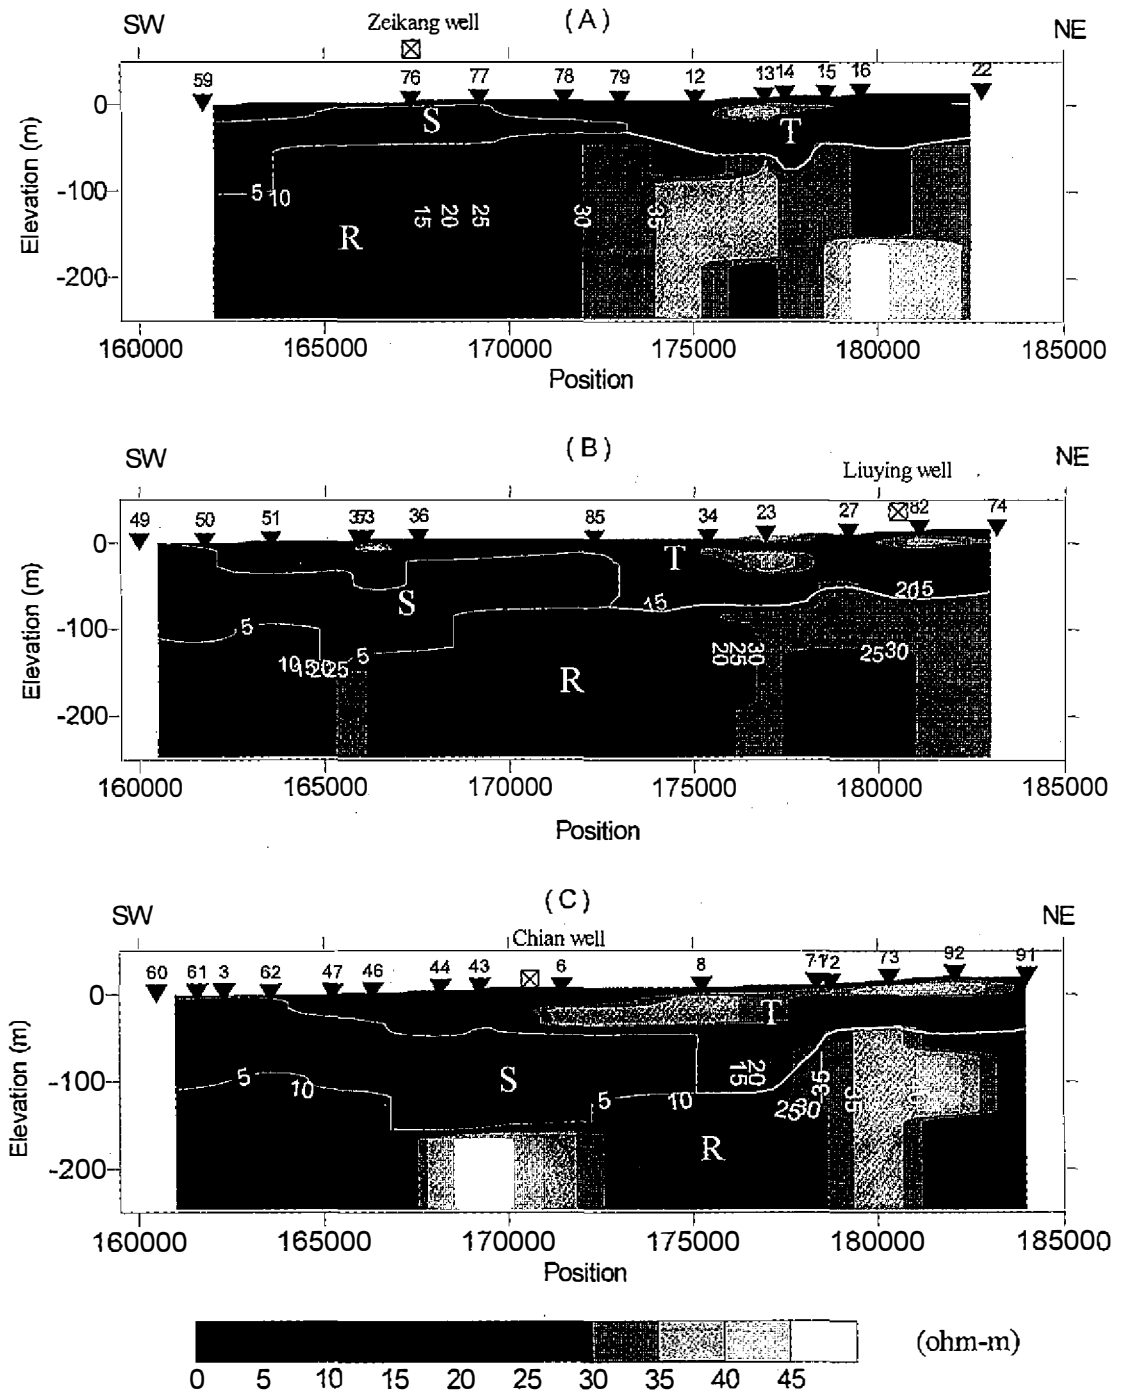 (A)
SW Zeikang well NE
59 76 77 78 79 12 13 14 15 16 22
0
S T
-100
5 10 15 20 25 30 35
R
-200
Elevation (m)
160000 165000 170000 175000 180000 185000
Position
(B)
SW NE
Liuying well
49 50 51 36 85 34 23 27 82 74
0
T
S
15 2015
-100
5 5
10 15 20 25
20 25 30 25 30
R
-200
Elevation (m)
160000 165000 170000 175000 180000 185000
Position
(C)
SW NE
Chian well
60 61 3 62 47 46 44 43 6 8 71 72 73 92 91
0
T
S
-100
5 10 5 10 15 20 25 30 35
R
-200
Elevation (m)
160000 165000 170000 175000 180000 185000
Position
(ohm-m)
0 5 10 15 20 25 30 35 40 45